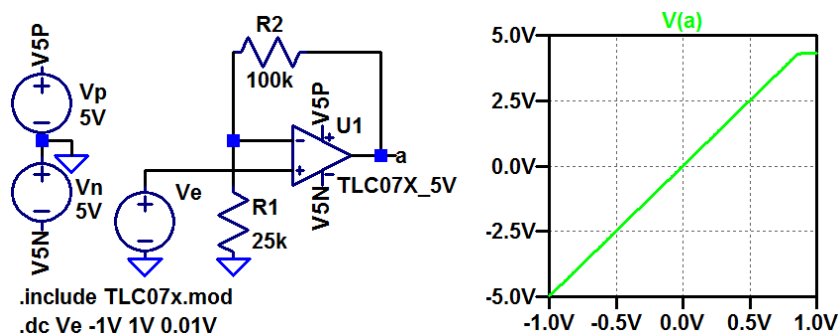 V5P
Vp
5V
Vn
5V
V5N
R2
100k
V5P
U1
a
TLC07X_5V
V5N
Ve
R1
25k
.include TLC07x.mod
.dc Ve -1V 1V 0.01V
V(a)
5.0V
2.5V
0.0V
-2.5V
-5.0V
-1.0V -0.5V 0.0V 0.5V 1.0V